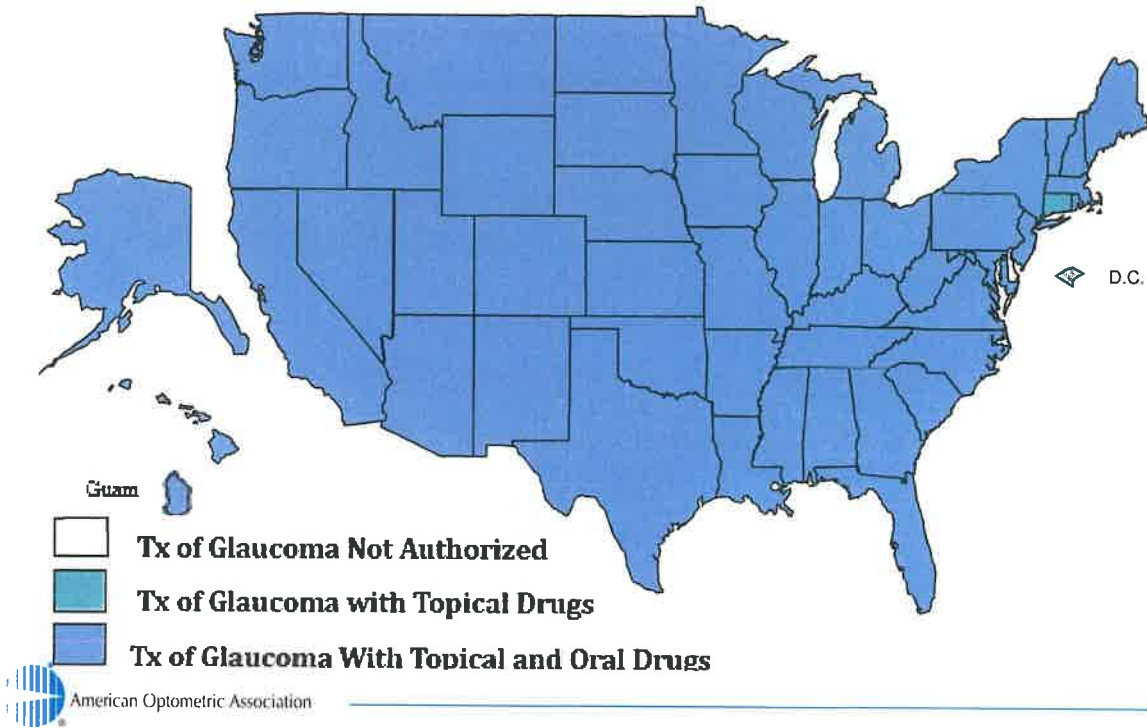 D.C.
Guam
Tx of Glaucoma Not Authorized
Tx of Glaucoma with Topical Drugs
Tx of Glaucoma With Topical and Oral Drugs
American Optometric Association